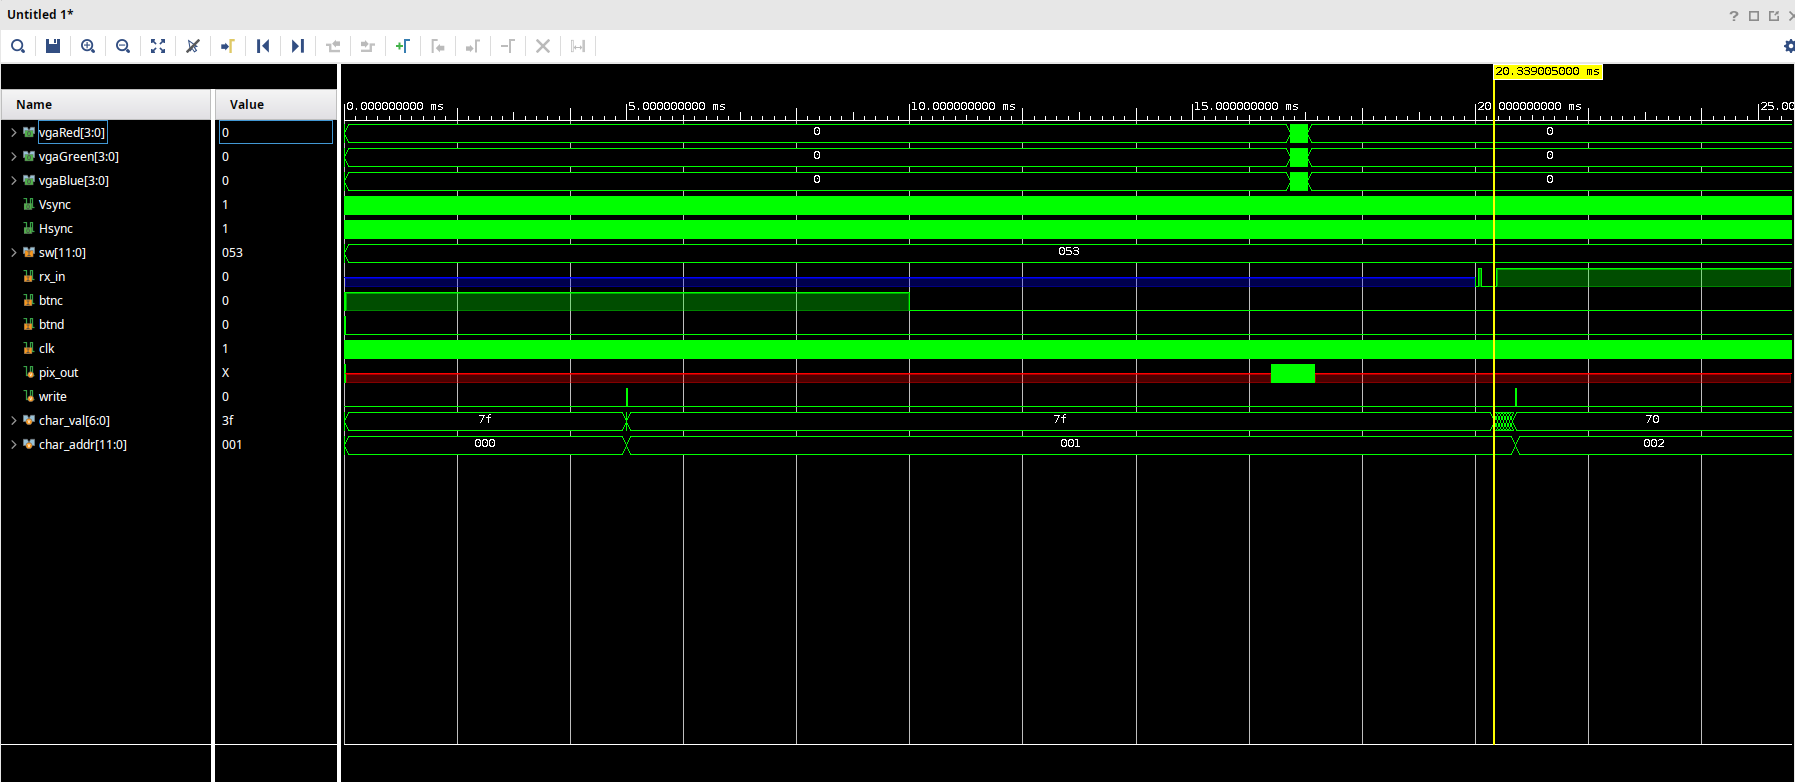 Untitled 1*
20.339005000 ms
Name Value
0.000000000 ms 5.000000000 ms 10.000000000 ms 15.000000000 ms 20.000000000 ms 25.00
vgaRed[3:0] 0 0 0
vgaGreen[3:0] 0 0 0
vgaBlue[3:0] 0 0 0
Vsync 1
Hsync 1
sw[11:0] 053 053
rx_in 0
btnc 0
btnd 0
clk 1
pix_out X
write 0
char_val[6:0] 3f 7f 7f 70
char_addr[11:0] 001 000 001 002